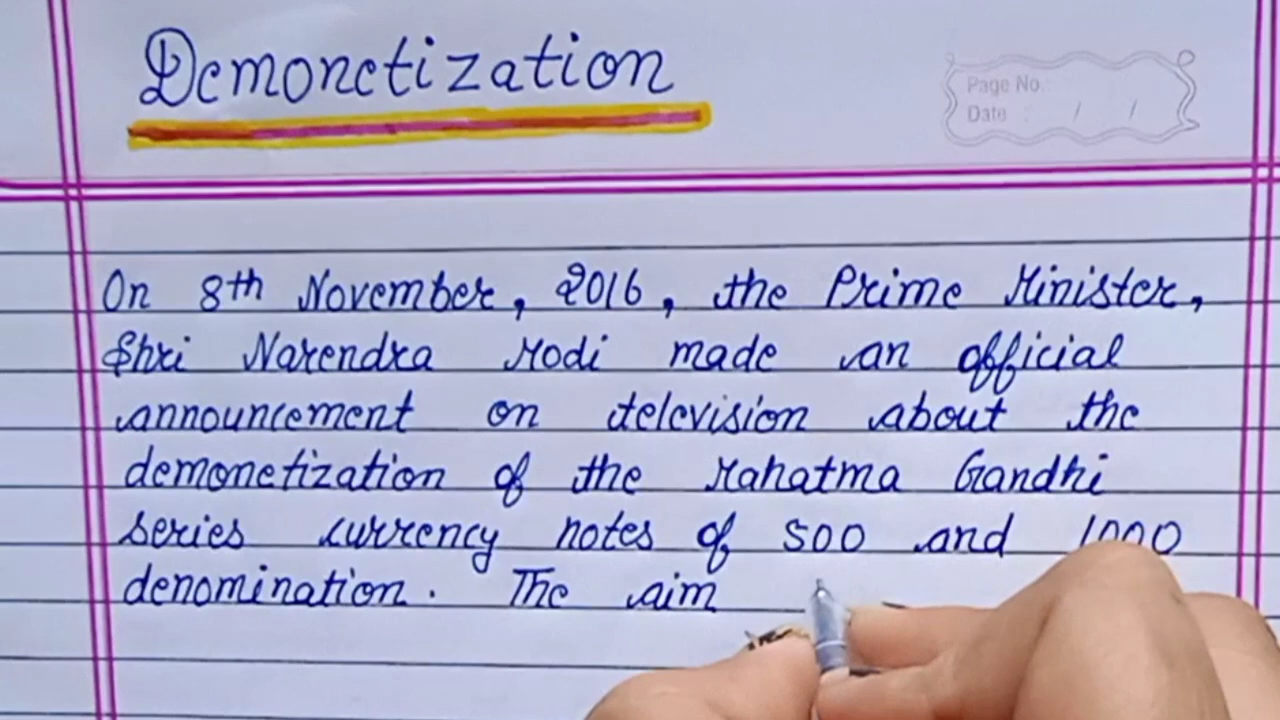 Demonetization
Page No.
Date : / /
On 8th November, 2016, the Prime Minister,
Shri Narendra Modi made an official
announcement on television about the
demonetization of the Mahatma Gandhi
series currency notes of 500 and 1000
denomination. The aim